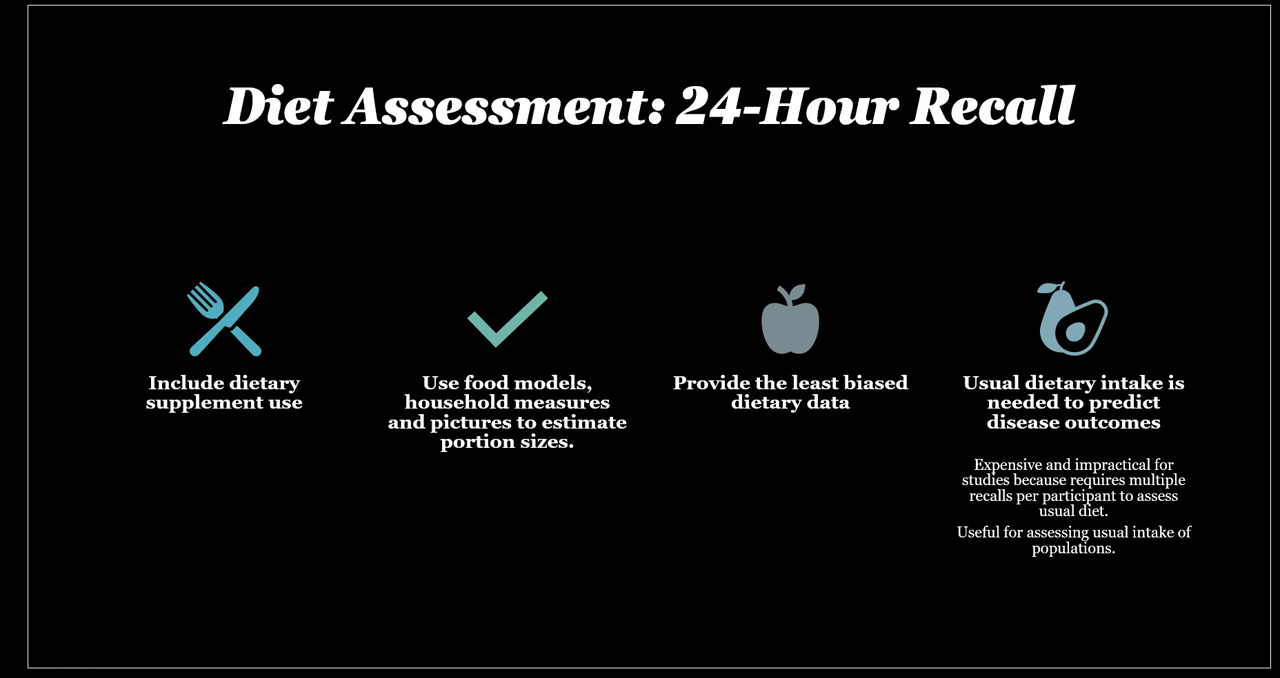 Diet Assessment: 24-Hour Recall
Include dietary
supplement use
Use food models,
household measures
and pictures to estimate
portion sizes.
Provide the least biased
dietary data
Usual dietary intake is
needed to predict
disease outcomes
Expensive and impractical for
studies because requires multiple
recalls per participant to assess
usual diet.
Useful for assessing usual intake of
populations.